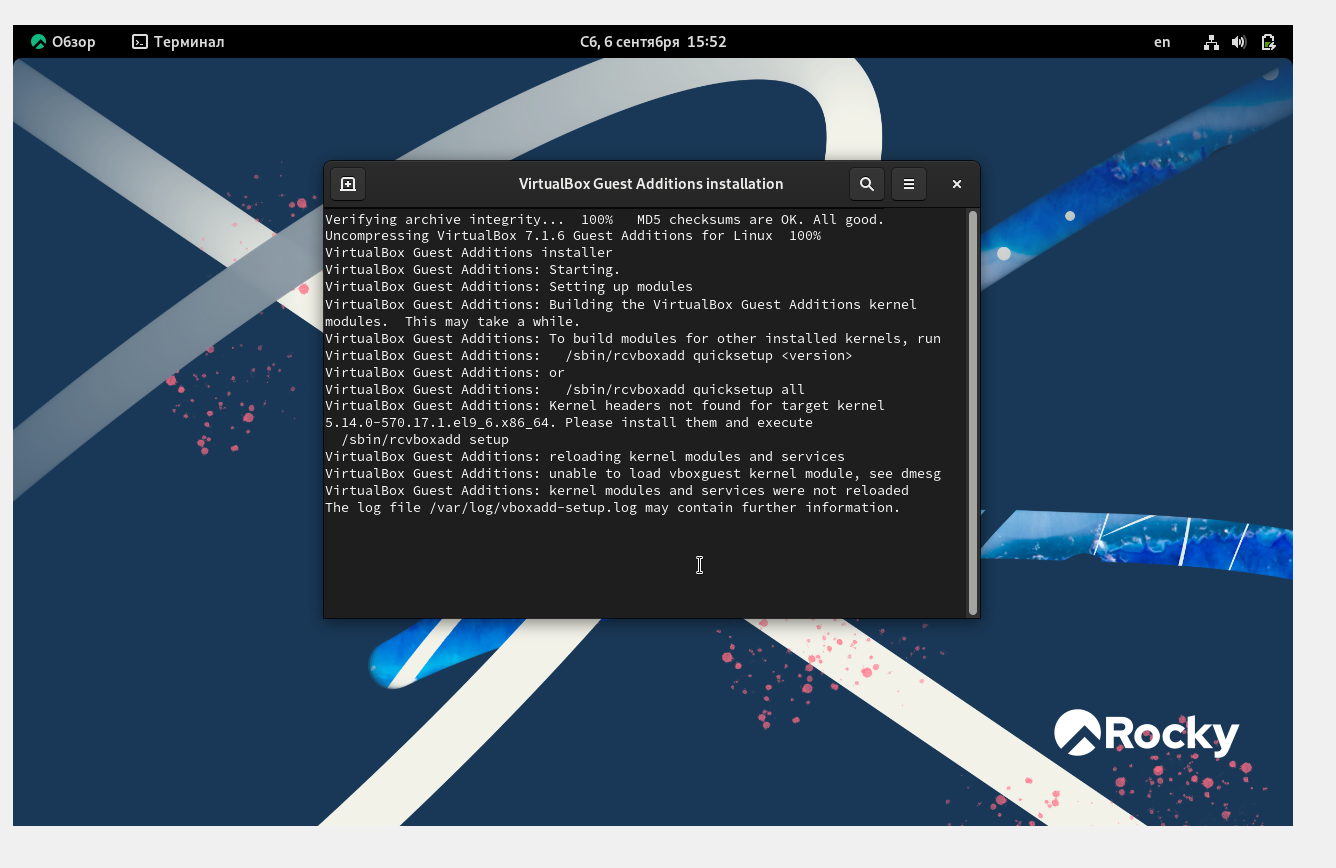 Обзор
Терминал
Сб, 6 сентября 15:52
en
VirtualBox Guest Additions installation
Verifying archive integrity...  100%   MD5 checksums are OK. All good.
Uncompressing VirtualBox 7.1.6 Guest Additions for Linux  100%
VirtualBox Guest Additions installer
VirtualBox Guest Additions: Starting.
VirtualBox Guest Additions: Setting up modules
VirtualBox Guest Additions: Building the VirtualBox Guest Additions kernel
modules.  This may take a while.
VirtualBox Guest Additions: To build modules for other installed kernels, run
VirtualBox Guest Additions:   /sbin/rcvboxadd quicksetup <version>
VirtualBox Guest Additions: or
VirtualBox Guest Additions:   /sbin/rcvboxadd quicksetup all
VirtualBox Guest Additions: Kernel headers not found for target kernel
5.14.0-570.17.1.el9_6.x86_64. Please install them and execute
  /sbin/rcvboxadd setup
VirtualBox Guest Additions: reloading kernel modules and services
VirtualBox Guest Additions: unable to load vboxguest kernel module, see dmesg
VirtualBox Guest Additions: kernel modules and services were not reloaded
The log file /var/log/vboxadd-setup.log may contain further information.
Rocky